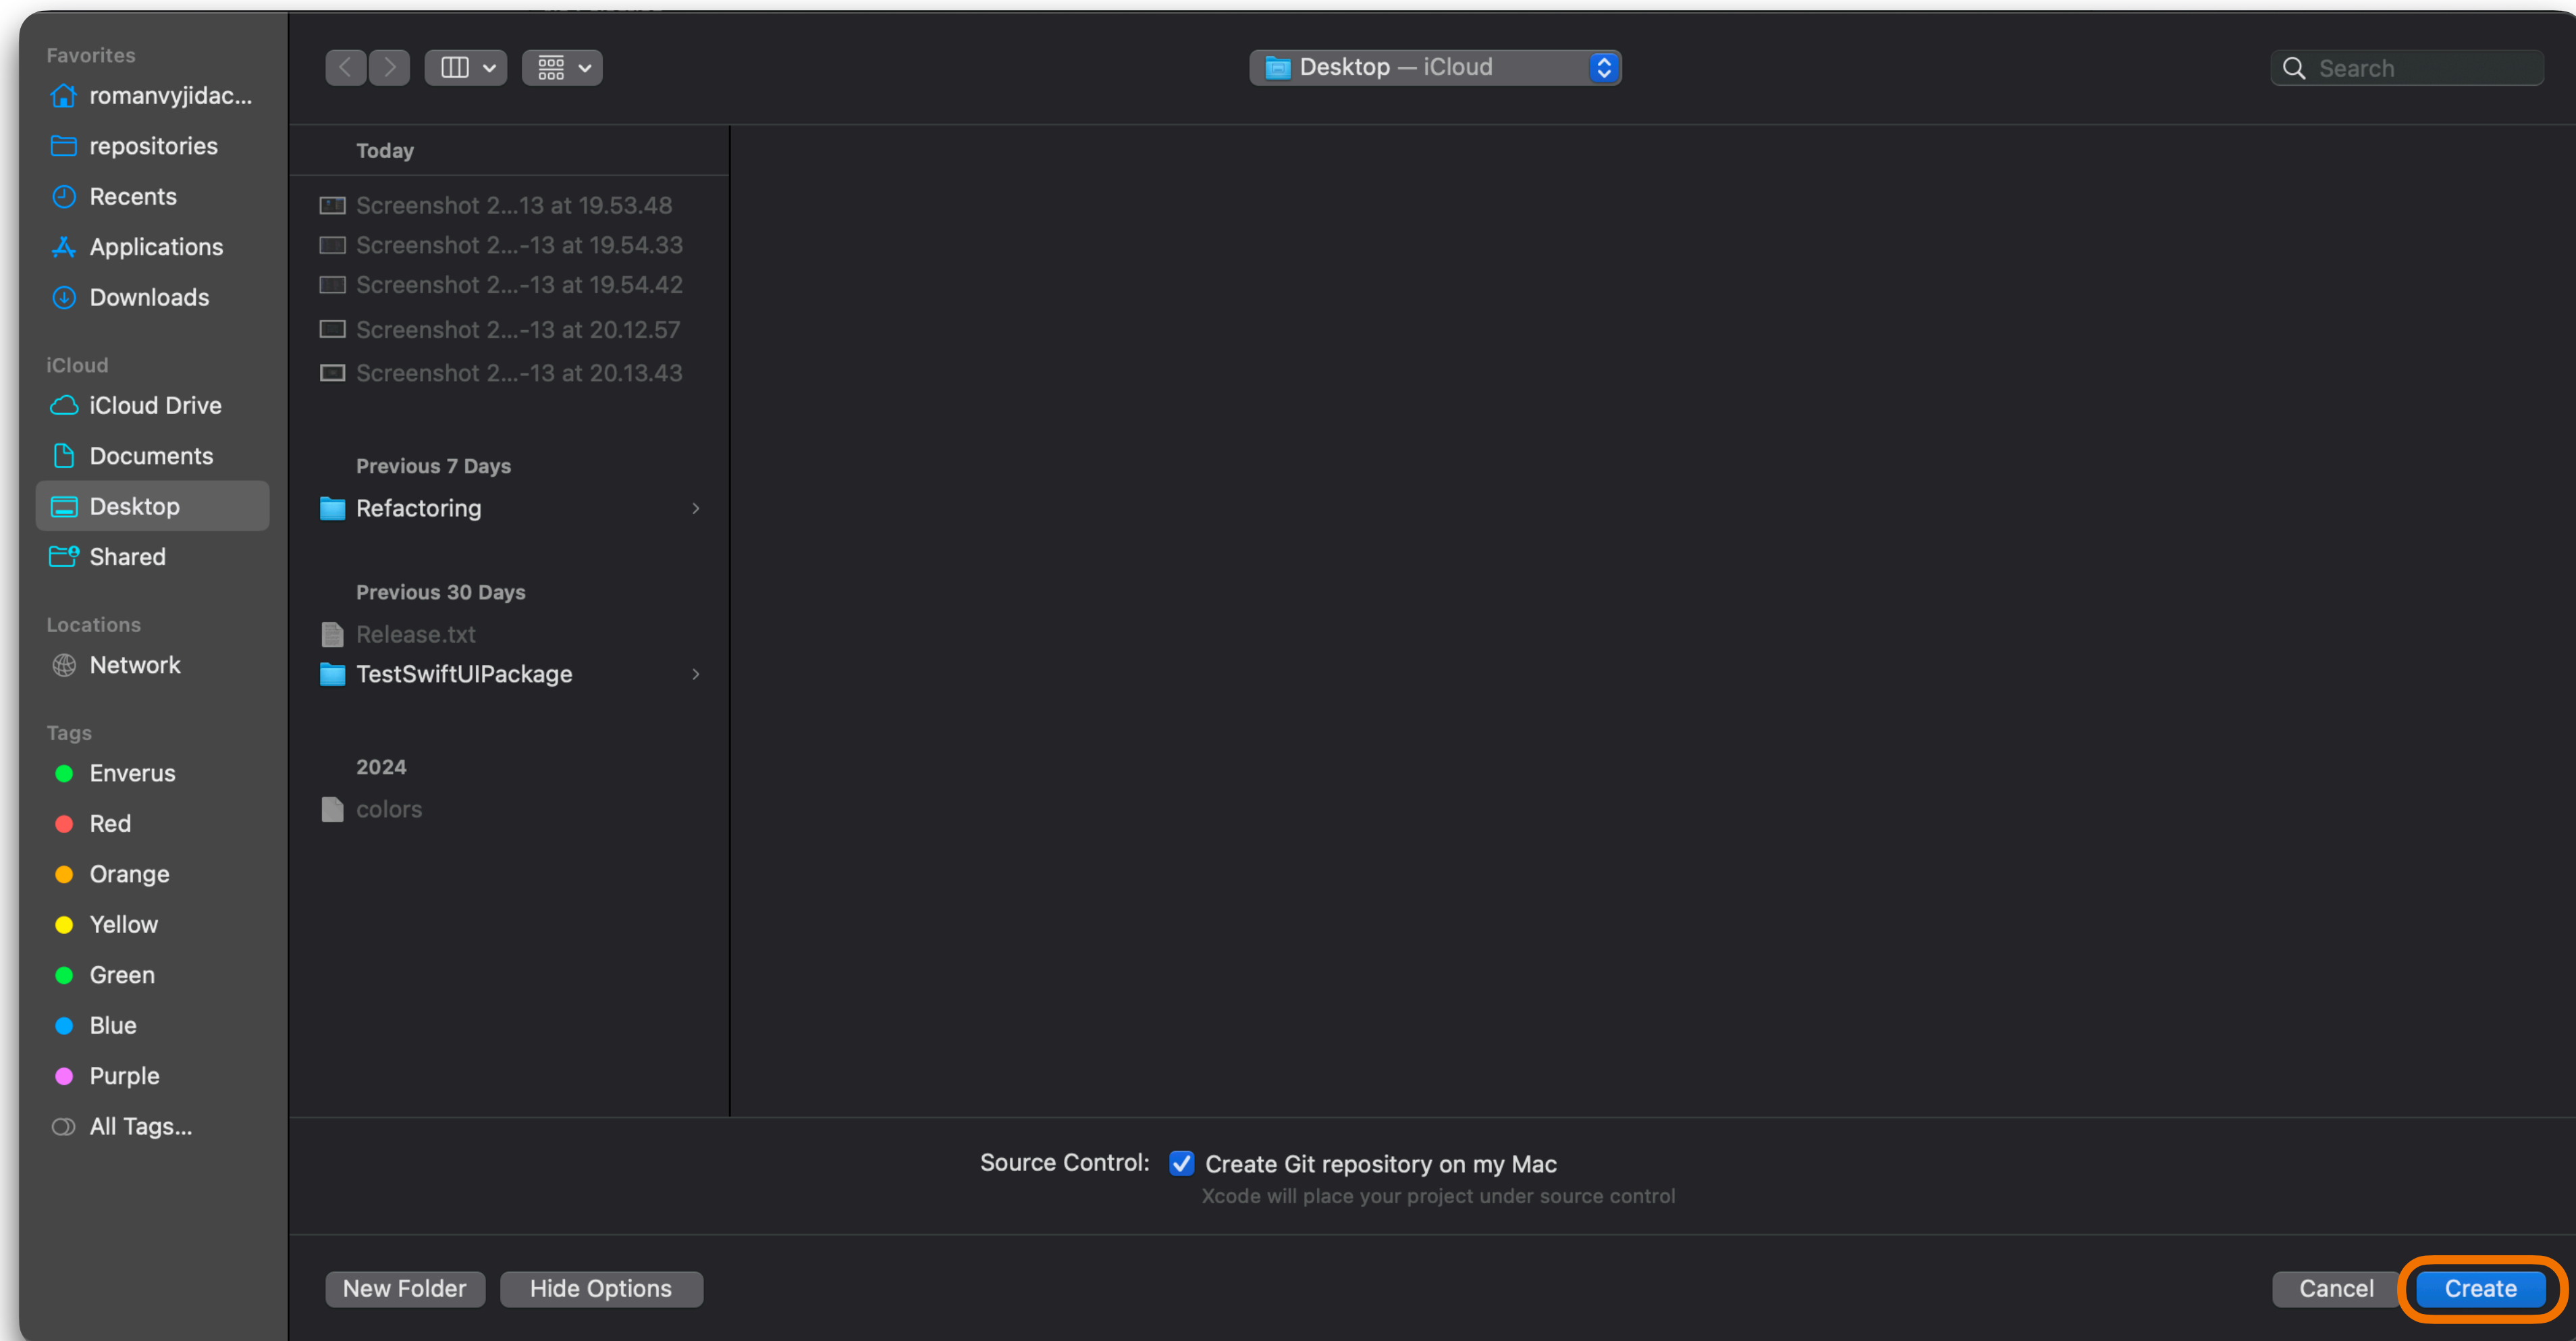 Favorites
romanvyjidac...
repositories
Recents
Applications
Downloads
iCloud
iCloud Drive
Documents
Desktop
Shared
Locations
Network
Tags
Enverus
Red
Orange
Yellow
Green
Blue
Purple
All Tags...
Desktop — iCloud
Search
Today
Screenshot 2...13 at 19.53.48
Screenshot 2...-13 at 19.54.33
Screenshot 2...-13 at 19.54.42
Screenshot 2...-13 at 20.12.57
Screenshot 2...-13 at 20.13.43
Previous 7 Days
Refactoring
Previous 30 Days
Release.txt
TestSwiftUIPackage
2024
colors
Source Control: Create Git repository on my Mac
Xcode will place your project under source control
New Folder Hide Options Cancel Create